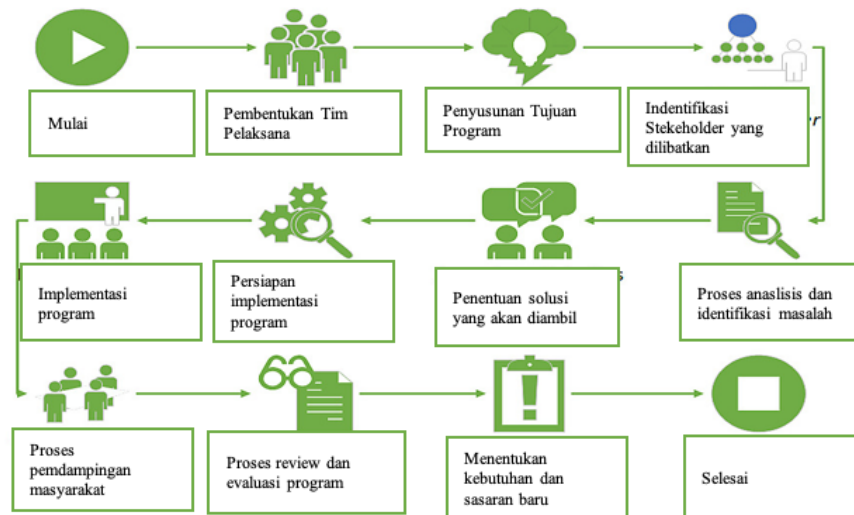 Mulai
Pembentukan Tim
Pelaksana
Penyusunan Tujuan
Program
Indentifikasi
Stekeholder yang
dilibatkan
er
Proses anaslisis dan
identifikasi masalah
Penentuan solusi
yang akan diambil
s
Persiapan
implementasi
program
Implementasi
program
Proses
pemdampingan
masyarakat
Proses review dan
evaluasi program
Menentukan
kebutuhan dan
sasaran baru
Selesai